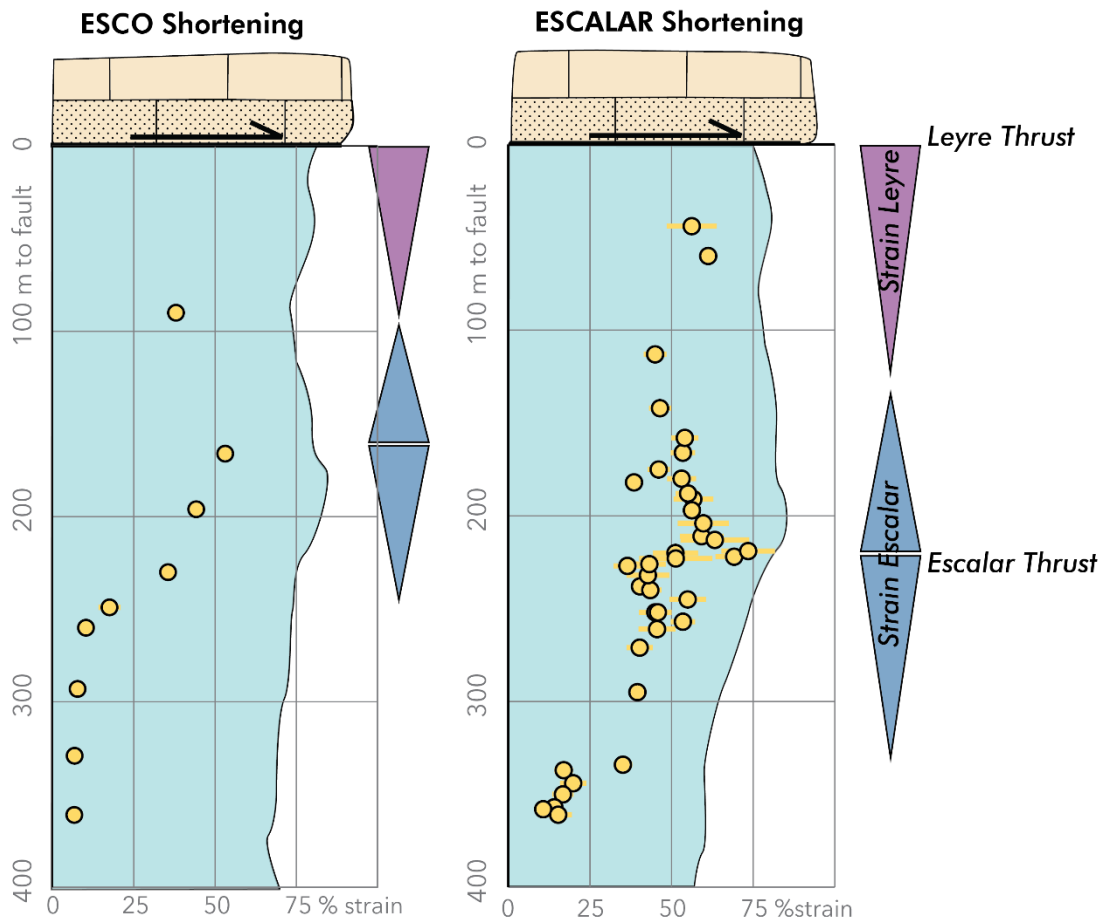 ESCO Shortening
ESCALAR Shortening
0
100 m to fault
200
300
400
0
25
50
75 % strain
0
100 m to fault
200
300
400
0
25
50
75 %strain
Leyre Thrust
Strain Leyre
Strain Escalar
Escalar Thrust